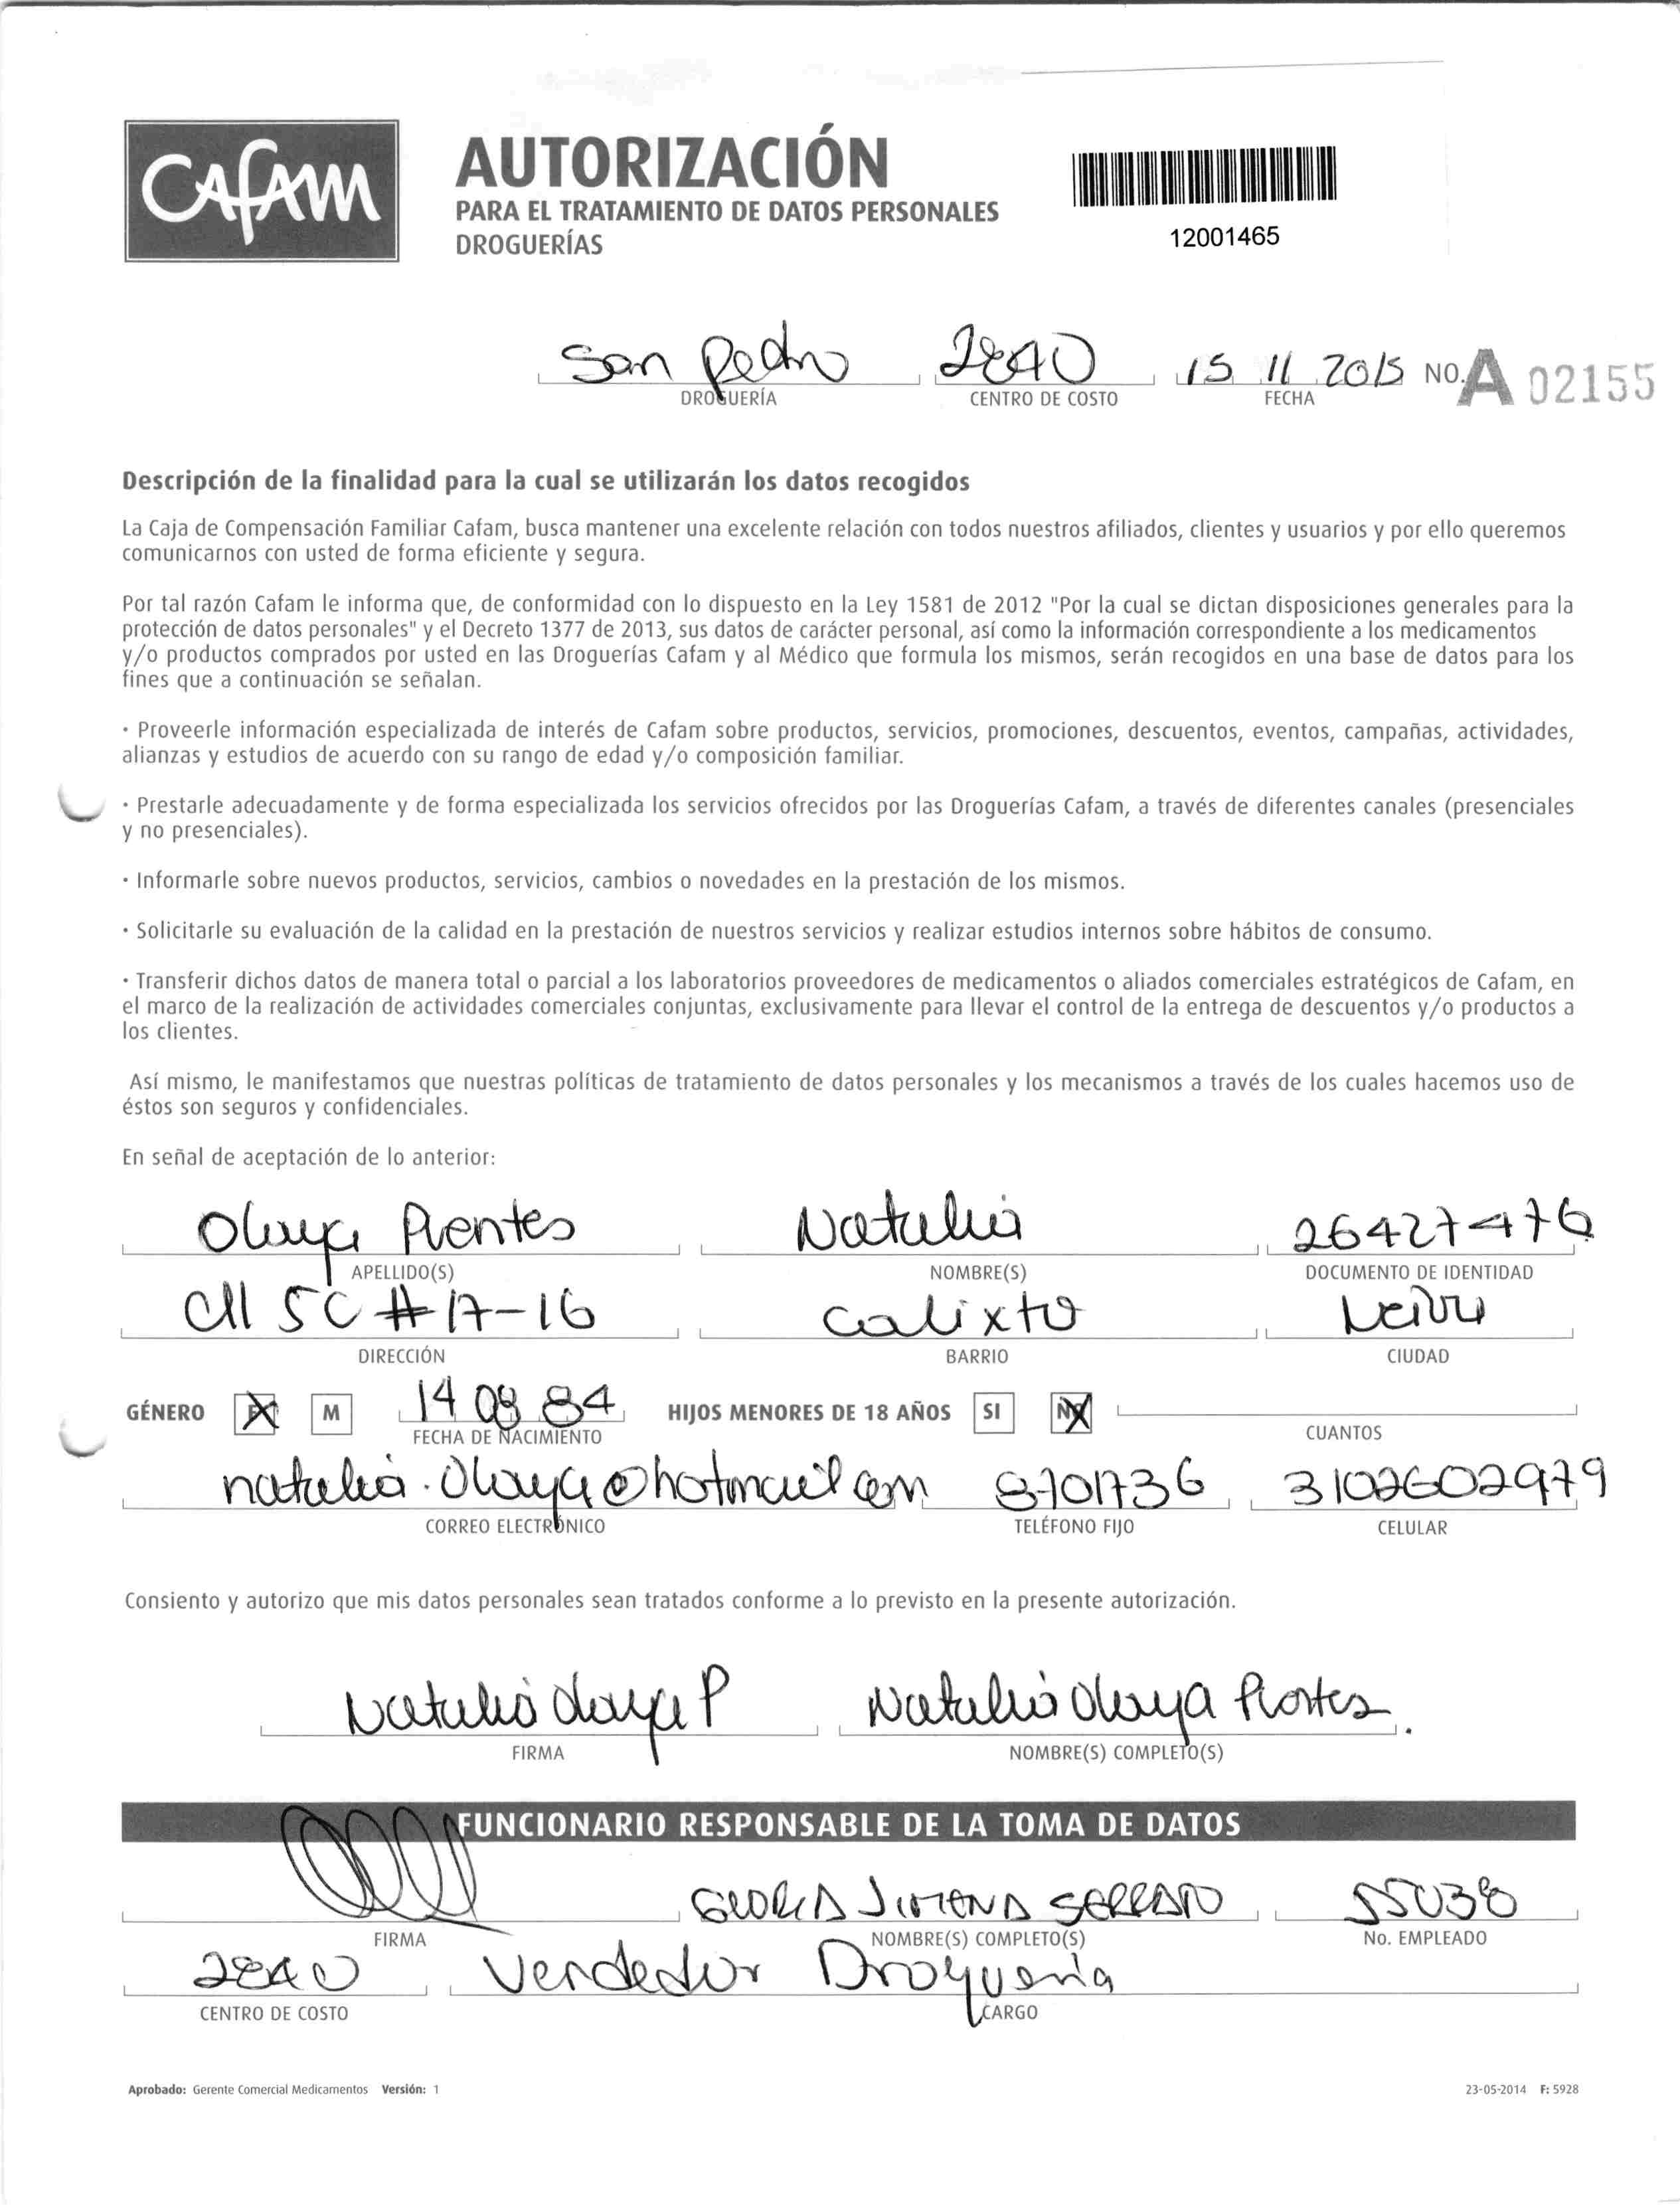 CAFAM
AUTORIZACIÓN
PARA EL TRATAMIENTO DE DATOS PERSONALES
DROGUERÍAS
12001465
San Pedro 2840 15 11 2015 NO. A 02155
DROGUERÍA CENTRO DE COSTO FECHA
Descripción de la finalidad para la cual se utilizarán los datos recogidos
La Caja de Compensación Familiar Cafam, busca mantener una excelente relación con todos nuestros afiliados, clientes y usuarios y por ello queremos
comunicarnos con usted de forma eficiente y segura.
Por tal razón Cafam le informa que, de conformidad con lo dispuesto en la Ley 1581 de 2012 "Por la cual se dictan disposiciones generales para la
protección de datos personales" y el Decreto 1377 de 2013, sus datos de carácter personal, así como la información correspondiente a los medicamentos
y/o productos comprados por usted en las Droguerías Cafam y al Médico que formula los mismos, serán recogidos en una base de datos para los
fines que a continuación se señalan.
· Proveerle información especializada de interés de Cafam sobre productos, servicios, promociones, descuentos, eventos, campañas, actividades,
alianzas y estudios de acuerdo con su rango de edad y/o composición familiar.
· Prestarle adecuadamente y de forma especializada los servicios ofrecidos por las Droguerías Cafam, a través de diferentes canales (presenciales
y no presenciales).
· Informarle sobre nuevos productos, servicios, cambios o novedades en la prestación de los mismos.
· Solicitarle su evaluación de la calidad en la prestación de nuestros servicios y realizar estudios internos sobre hábitos de consumo.
· Transferir dichos datos de manera total o parcial a los laboratorios proveedores de medicamentos o aliados comerciales estratégicos de Cafam, en
el marco de la realización de actividades comerciales conjuntas, exclusivamente para llevar el control de la entrega de descuentos y/o productos a
los clientes.
Así mismo, le manifestamos que nuestras políticas de tratamiento de datos personales y los mecanismos a través de los cuales hacemos uso de
éstos son seguros y confidenciales.
En señal de aceptación de lo anterior:
Olaya Puentes Natalia 26427476
APELLIDO(S) NOMBRE(S) DOCUMENTO DE IDENTIDAD
Cll 5C # 17-16 Calixto Neiva
DIRECCIÓN BARRIO CIUDAD
GÉNERO F M 14 08 84 HIJOS MENORES DE 18 AÑOS SI NO
FECHA DE NACIMIENTO CUANTOS
natalia.olaya@hotmail.com 8701736 3102602979
CORREO ELECTRÓNICO TELÉFONO FIJO CELULAR
Consiento y autorizo que mis datos personales sean tratados conforme a lo previsto en la presente autorización.
Natalia Olaya P Natalia Olaya Puentes.
FIRMA NOMBRE(S) COMPLETO(S)
FUNCIONARIO RESPONSABLE DE LA TOMA DE DATOS
GLORIA JIMENA SERRATO 55038
FIRMA NOMBRE(S) COMPLETO(S) No. EMPLEADO
2840 Vendedor Droguería
CENTRO DE COSTO CARGO
Aprobado: Gerente Comercial Medicamentos Versión: 1 23-05-2014 F: 5928